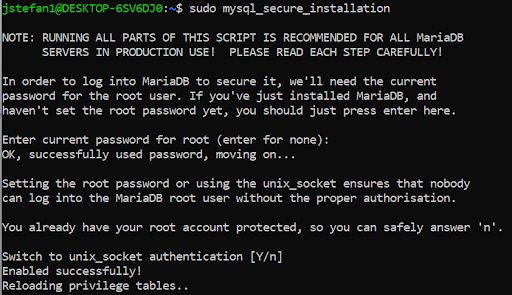 jstefan1@DESKTOP-6SV6DJ0:~$ sudo mysql_secure_installation
NOTE: RUNNING ALL PARTS OF THIS SCRIPT IS RECOMMENDED FOR ALL MariaDB
SERVERS IN PRODUCTION USE!  PLEASE READ EACH STEP CAREFULLY!
In order to log into MariaDB to secure it, we'll need the current
password for the root user. If you've just installed MariaDB, and
haven't set the root password yet, you should just press enter here.
Enter current password for root (enter for none):
OK, successfully used password, moving on...
Setting the root password or using the unix_socket ensures that nobody
can log into the MariaDB root user without the proper authorisation.
You already have your root account protected, so you can safely answer 'n'.
Switch to unix_socket authentication [Y/n]
Enabled successfully!
Reloading privilege tables..